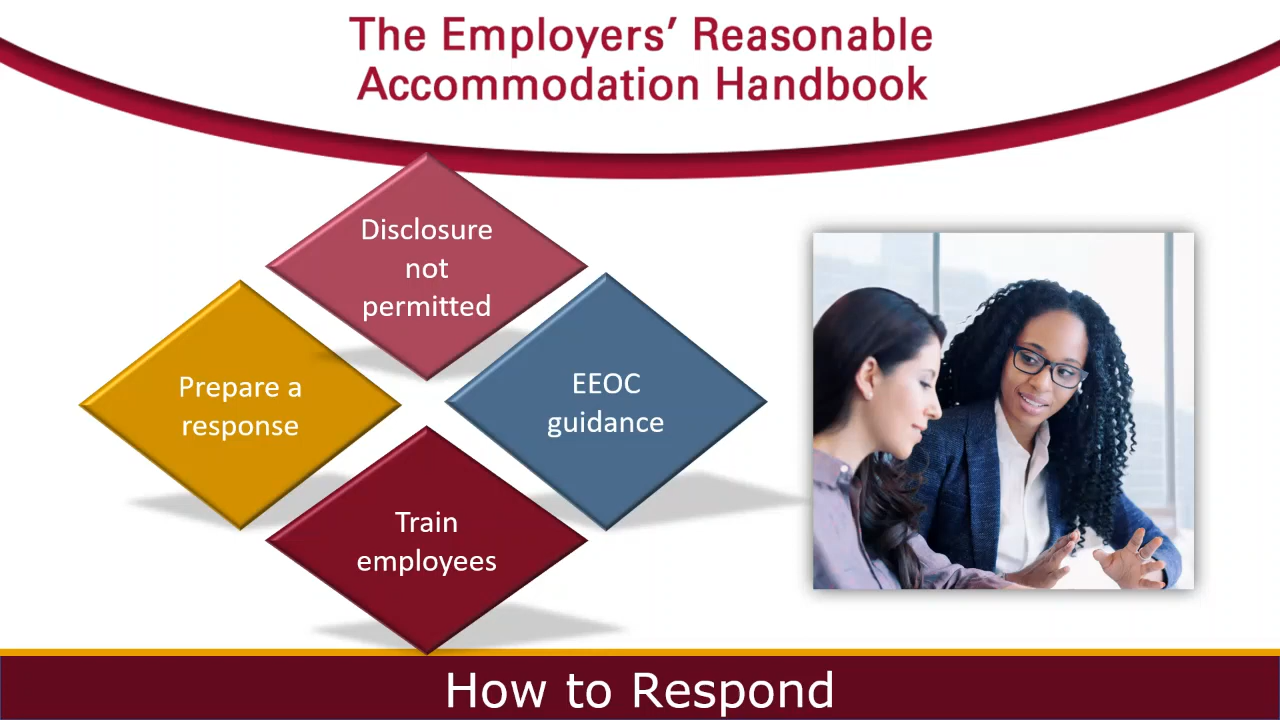 The Employers’ Reasonable
Accommodation Handbook
Disclosure
not
permitted
Prepare a
response
EEOC
guidance
Train
employees
How to Respond